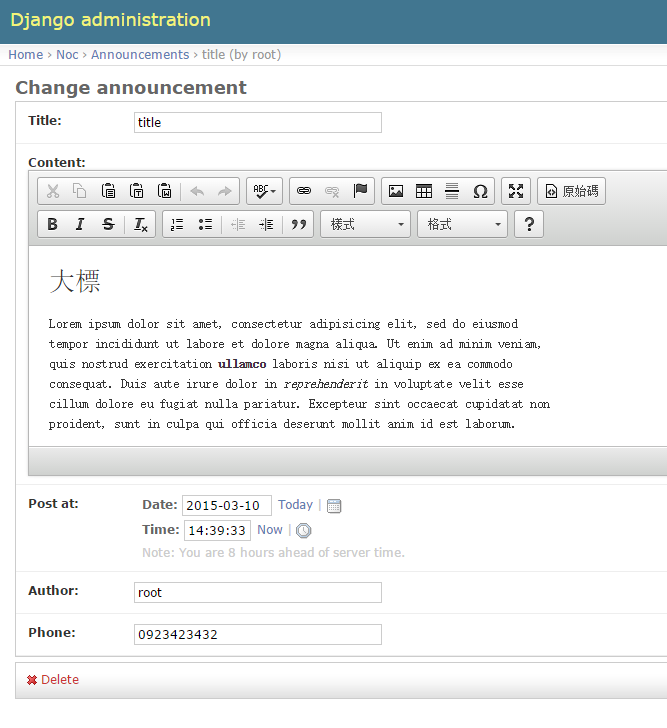 Django administration
Home › Noc › Announcements › title (by root)
Change announcement
Title: title
Content:
ABC Ω 原始碼
B I S Tx 樣式 格式 ?
大標
Lorem ipsum dolor sit amet, consectetur adipisicing elit, sed do eiusmod
tempor incididunt ut labore et dolore magna aliqua. Ut enim ad minim veniam,
quis nostrud exercitation ullamco laboris nisi ut aliquip ex ea commodo
consequat. Duis aute irure dolor in reprehenderit in voluptate velit esse
cillum dolore eu fugiat nulla pariatur. Excepteur sint occaecat cupidatat non
proident, sunt in culpa qui officia deserunt mollit anim id est laborum.
Post at: Date: 2015-03-10 Today |
Time: 14:39:33 Now |
Note: You are 8 hours ahead of server time.
Author: root
Phone: 0923423432
Delete